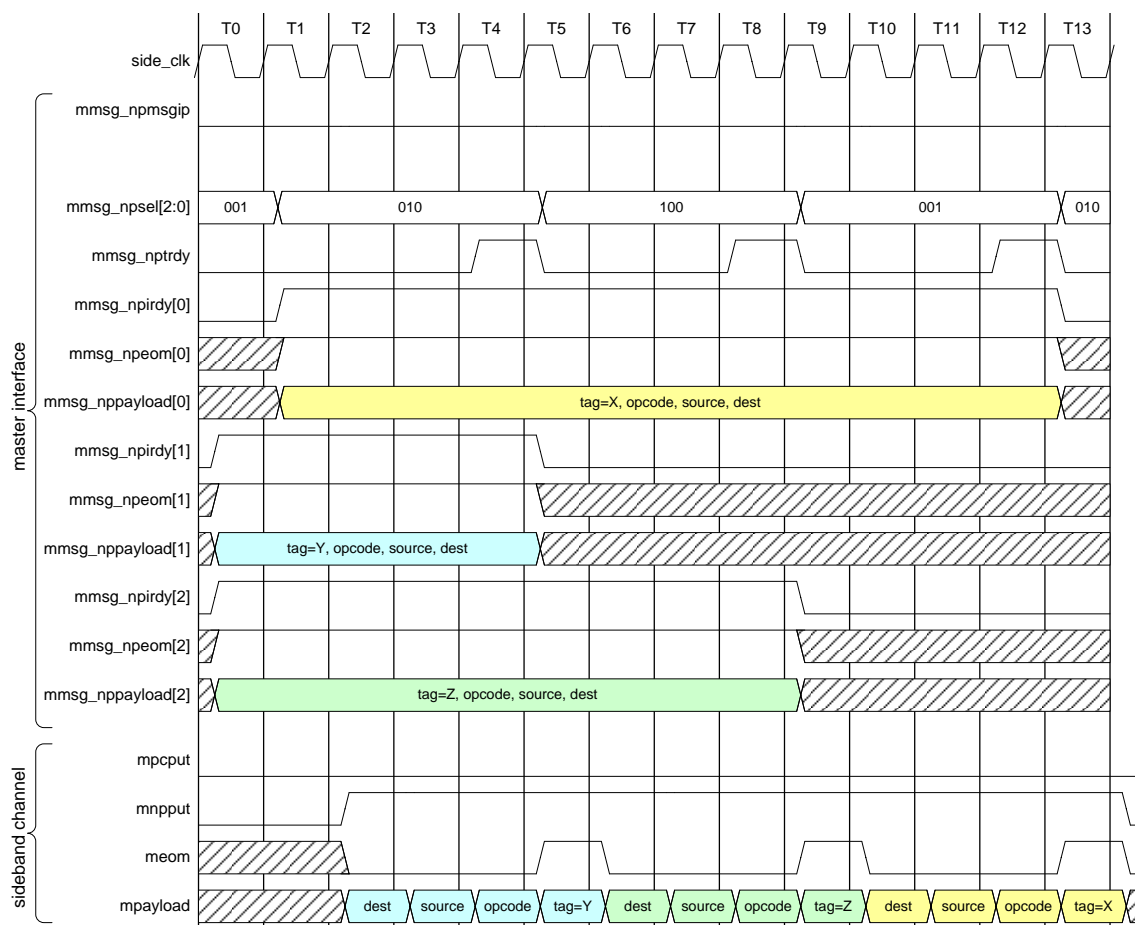 T0 T1 T2 T3 T4 T5 T6 T7 T8 T9 T10 T11 T12 T13
side_clk
master interface
mmsg_npmsgip
mmsg_npsel[2:0] 001 010 100 001 010
mmsg_nptrdy
mmsg_npirdy[0]
mmsg_npeom[0]
mmsg_nppayload[0] tag=X, opcode, source, dest
mmsg_npirdy[1]
mmsg_npeom[1]
mmsg_nppayload[1] tag=Y, opcode, source, dest
mmsg_npirdy[2]
mmsg_npeom[2]
mmsg_nppayload[2] tag=Z, opcode, source, dest
sideband channel
mpcput
mnpput
meom
mpayload dest source opcode tag=Y dest source opcode tag=Z dest source opcode tag=X